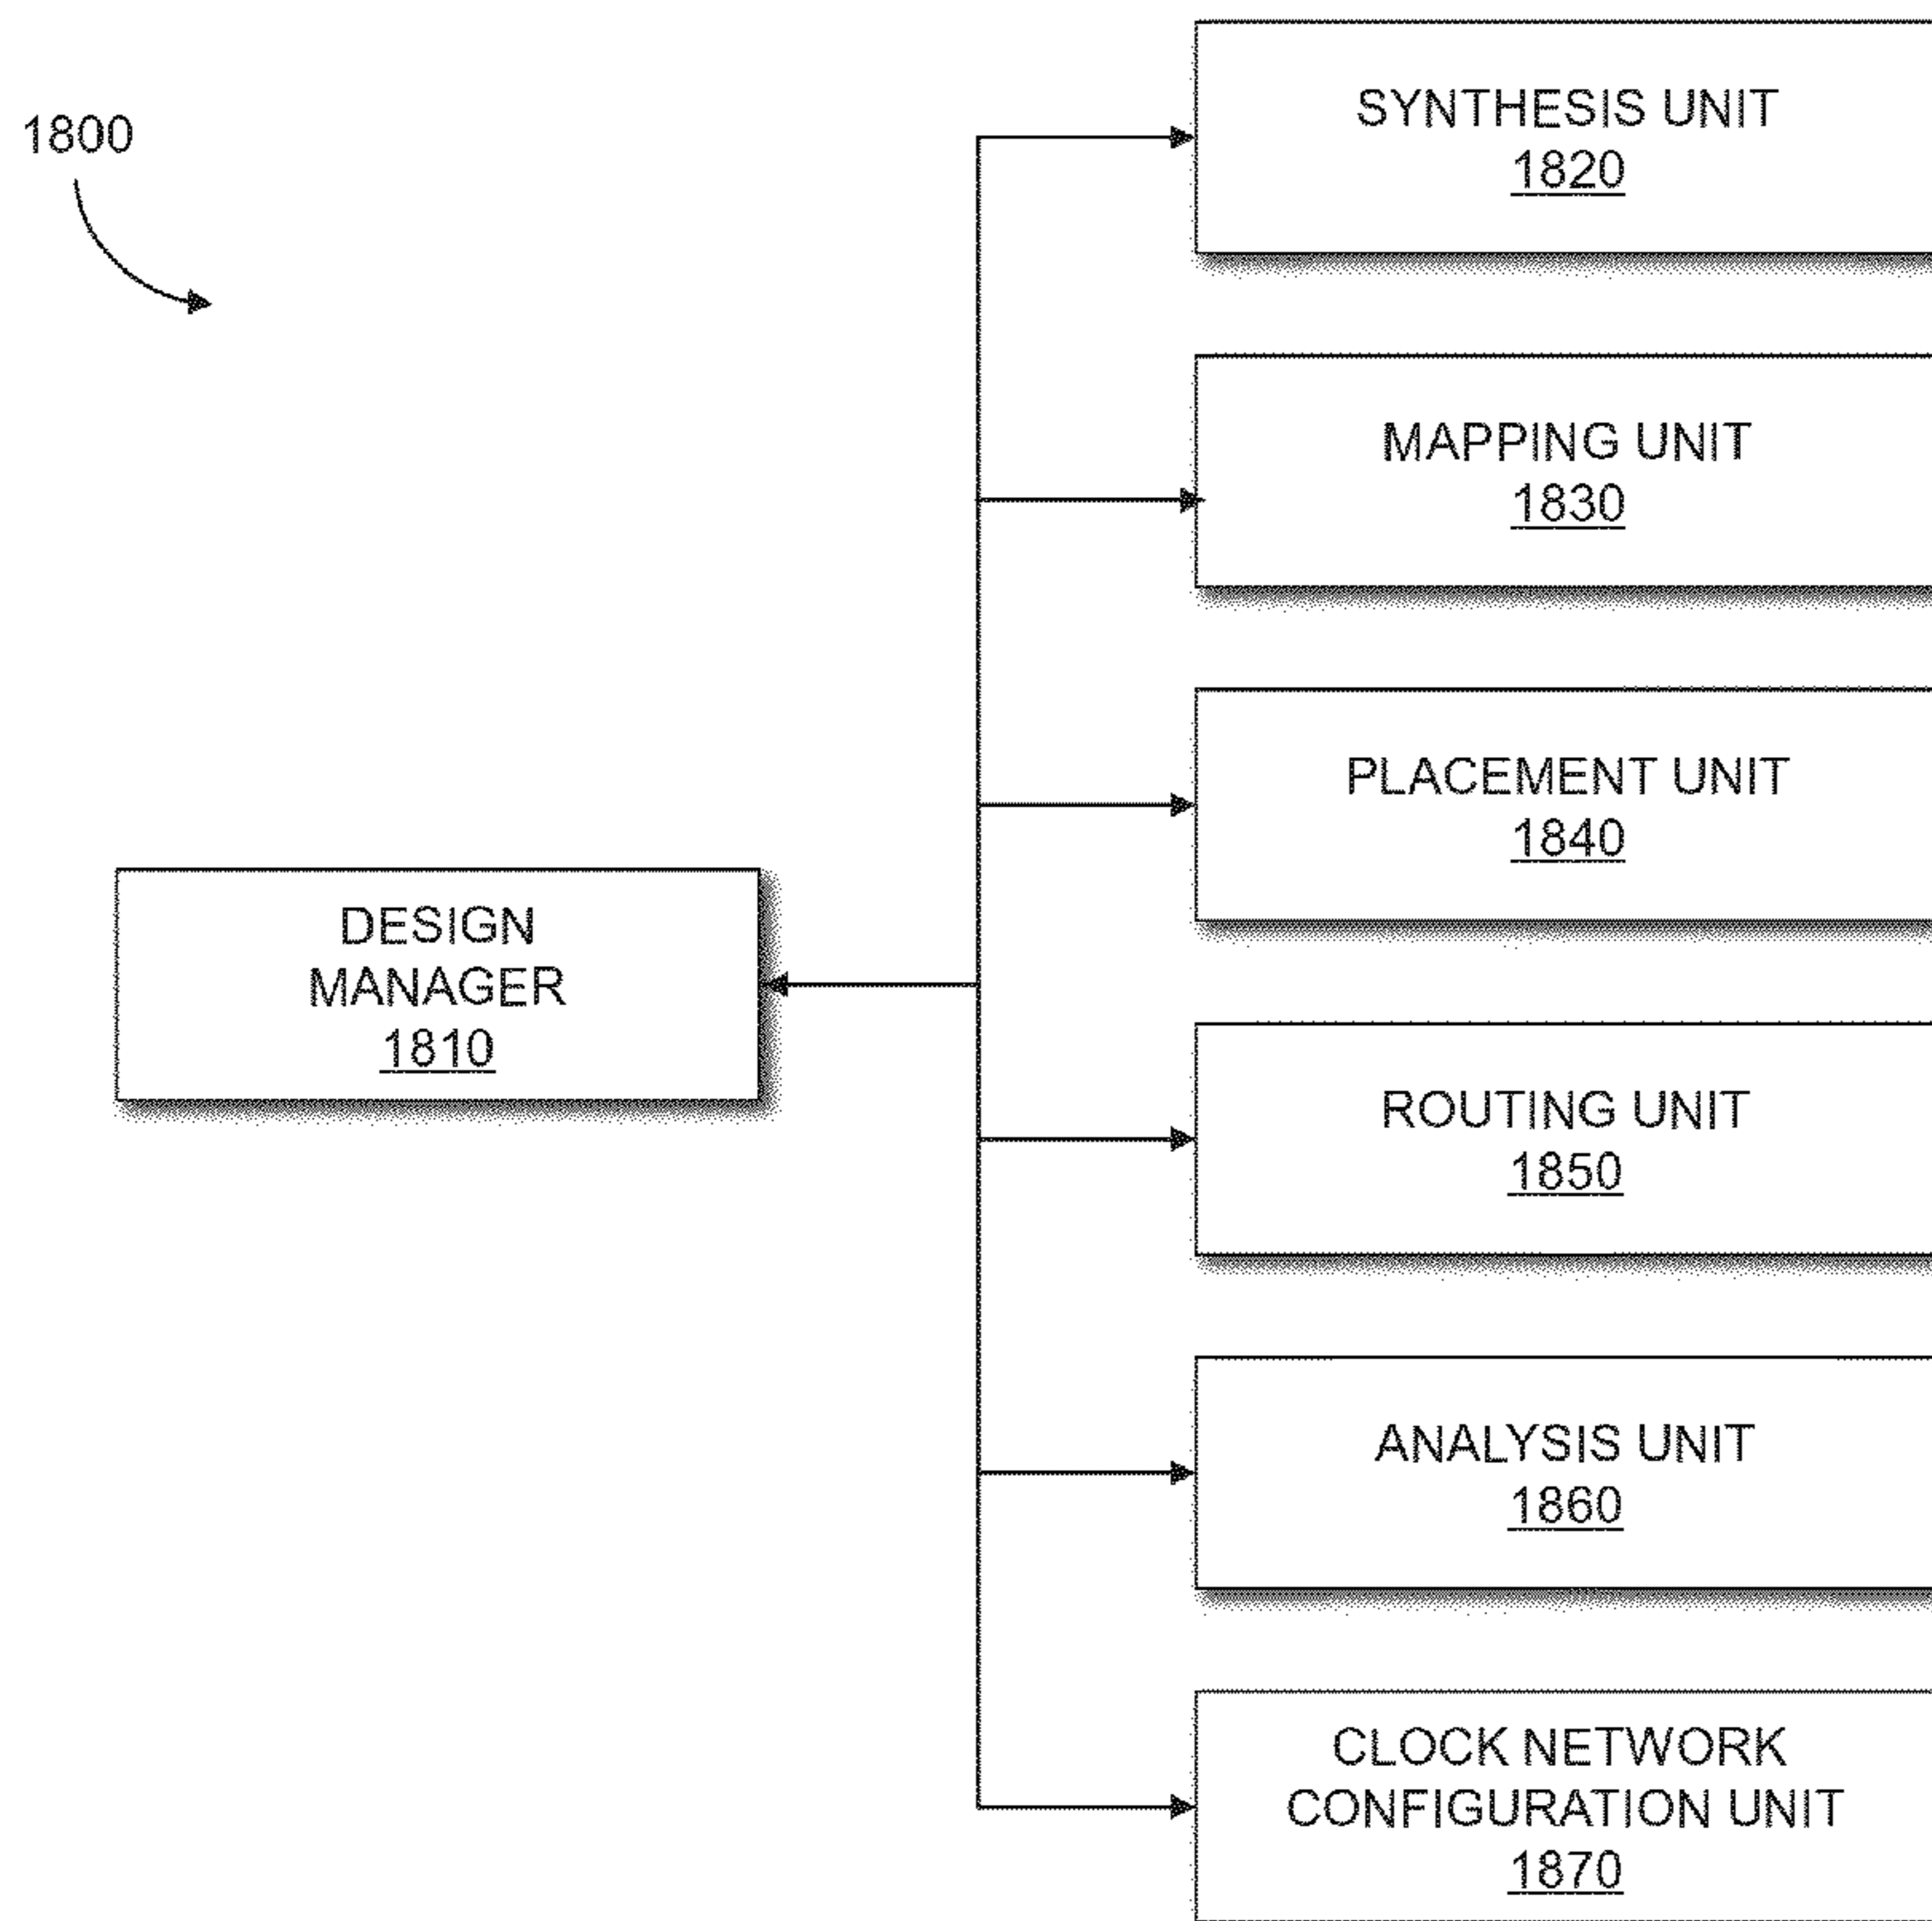 1800
SYNTHESIS UNIT
1820
MAPPING UNIT
1830
PLACEMENT UNIT
1840
DESIGN
MANAGER
1810
ROUTING UNIT
1850
ANALYSIS UNIT
1860
CLOCK NETWORK
CONFIGURATION UNIT
1870